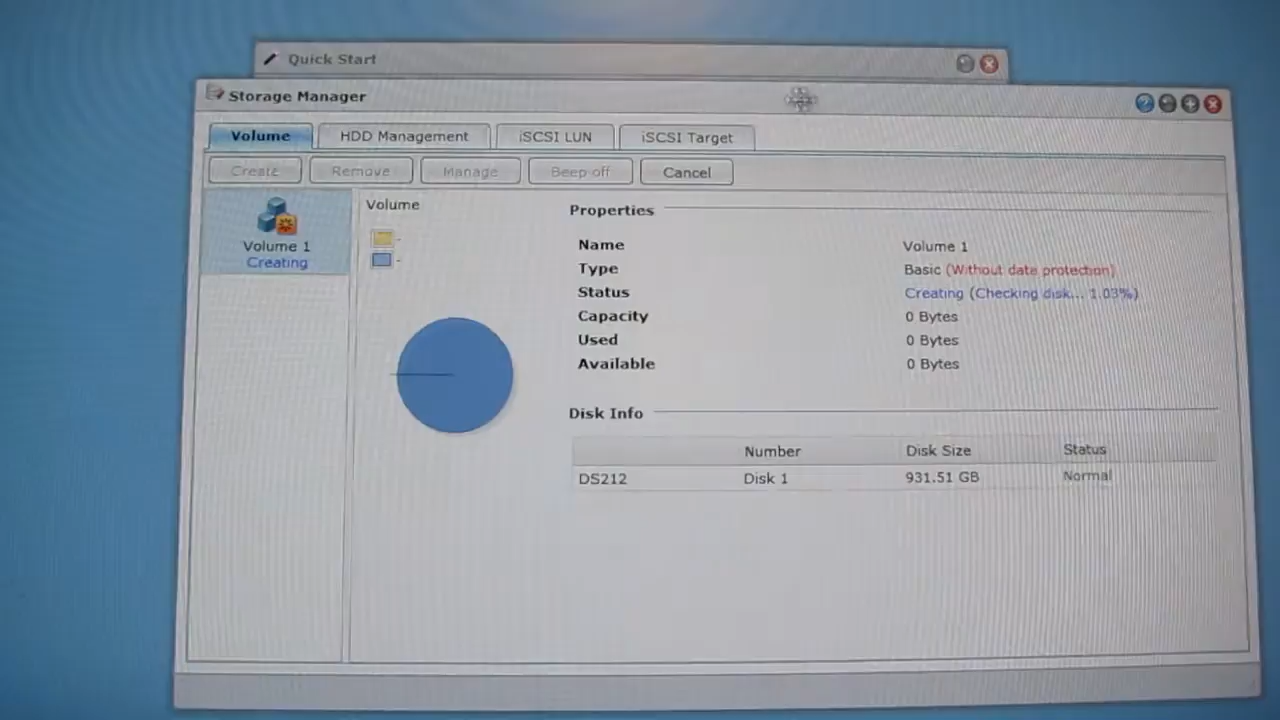 Quick Start
Storage Manager
Volume HDD Management iSCSI LUN iSCSI Target
Create Remove Manage Beep off Cancel
Volume 1
Creating
Volume
-
-
Properties
Name Volume 1
Type Basic (Without data protection)
Status Creating (Checking disk... 1.03%)
Capacity 0 Bytes
Used 0 Bytes
Available 0 Bytes
Disk Info
Number Disk Size Status
DS212 Disk 1 931.51 GB Normal